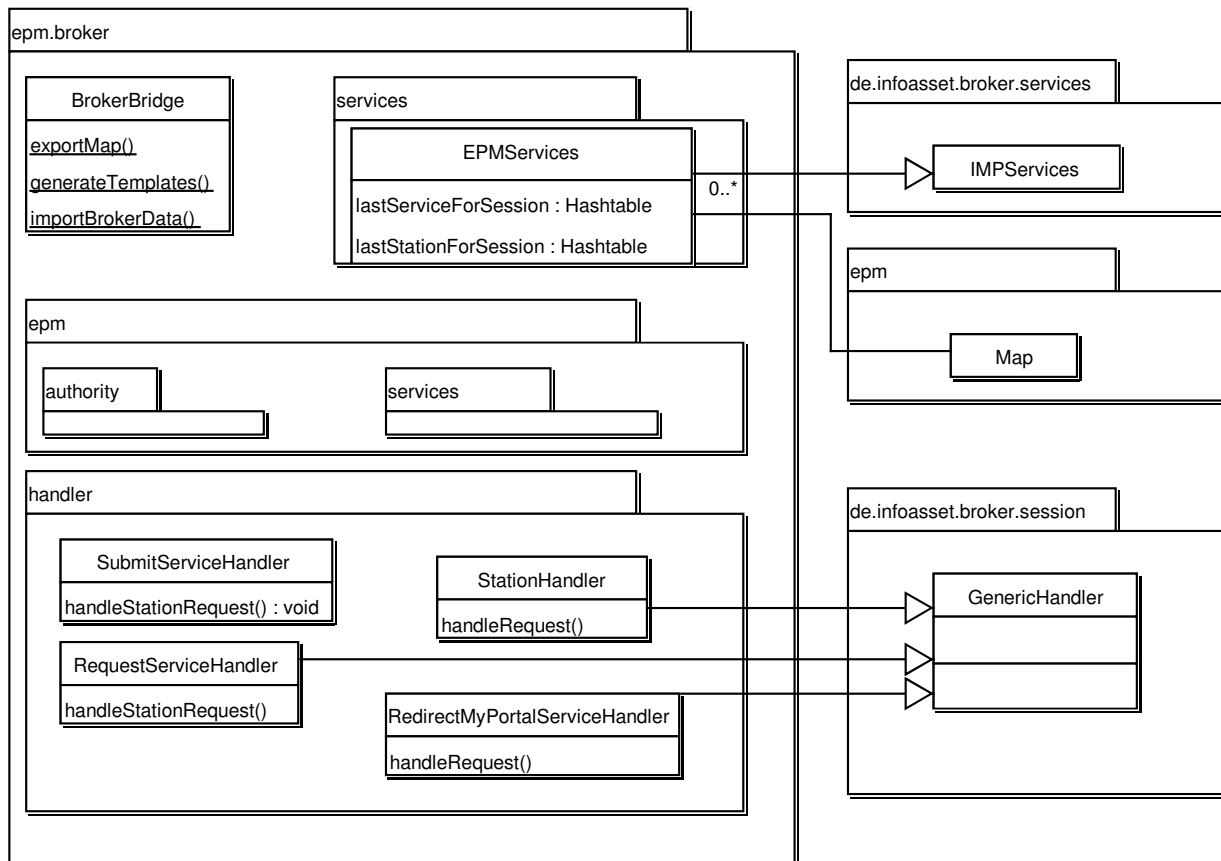 epm.broker
BrokerBridge
exportMap()
generateTemplates()
importBrokerData()
services
EPMServices
lastServiceForSession : Hashtable
lastStationForSession : Hashtable
0..*
de.infoasset.broker.services
IMPServices
epm
Map
epm
authority
services
handler
SubmitServiceHandler
handleStationRequest() : void
StationHandler
handleRequest()
RequestServiceHandler
handleStationRequest()
RedirectMyPortalServiceHandler
handleRequest()
de.infoasset.broker.session
GenericHandler